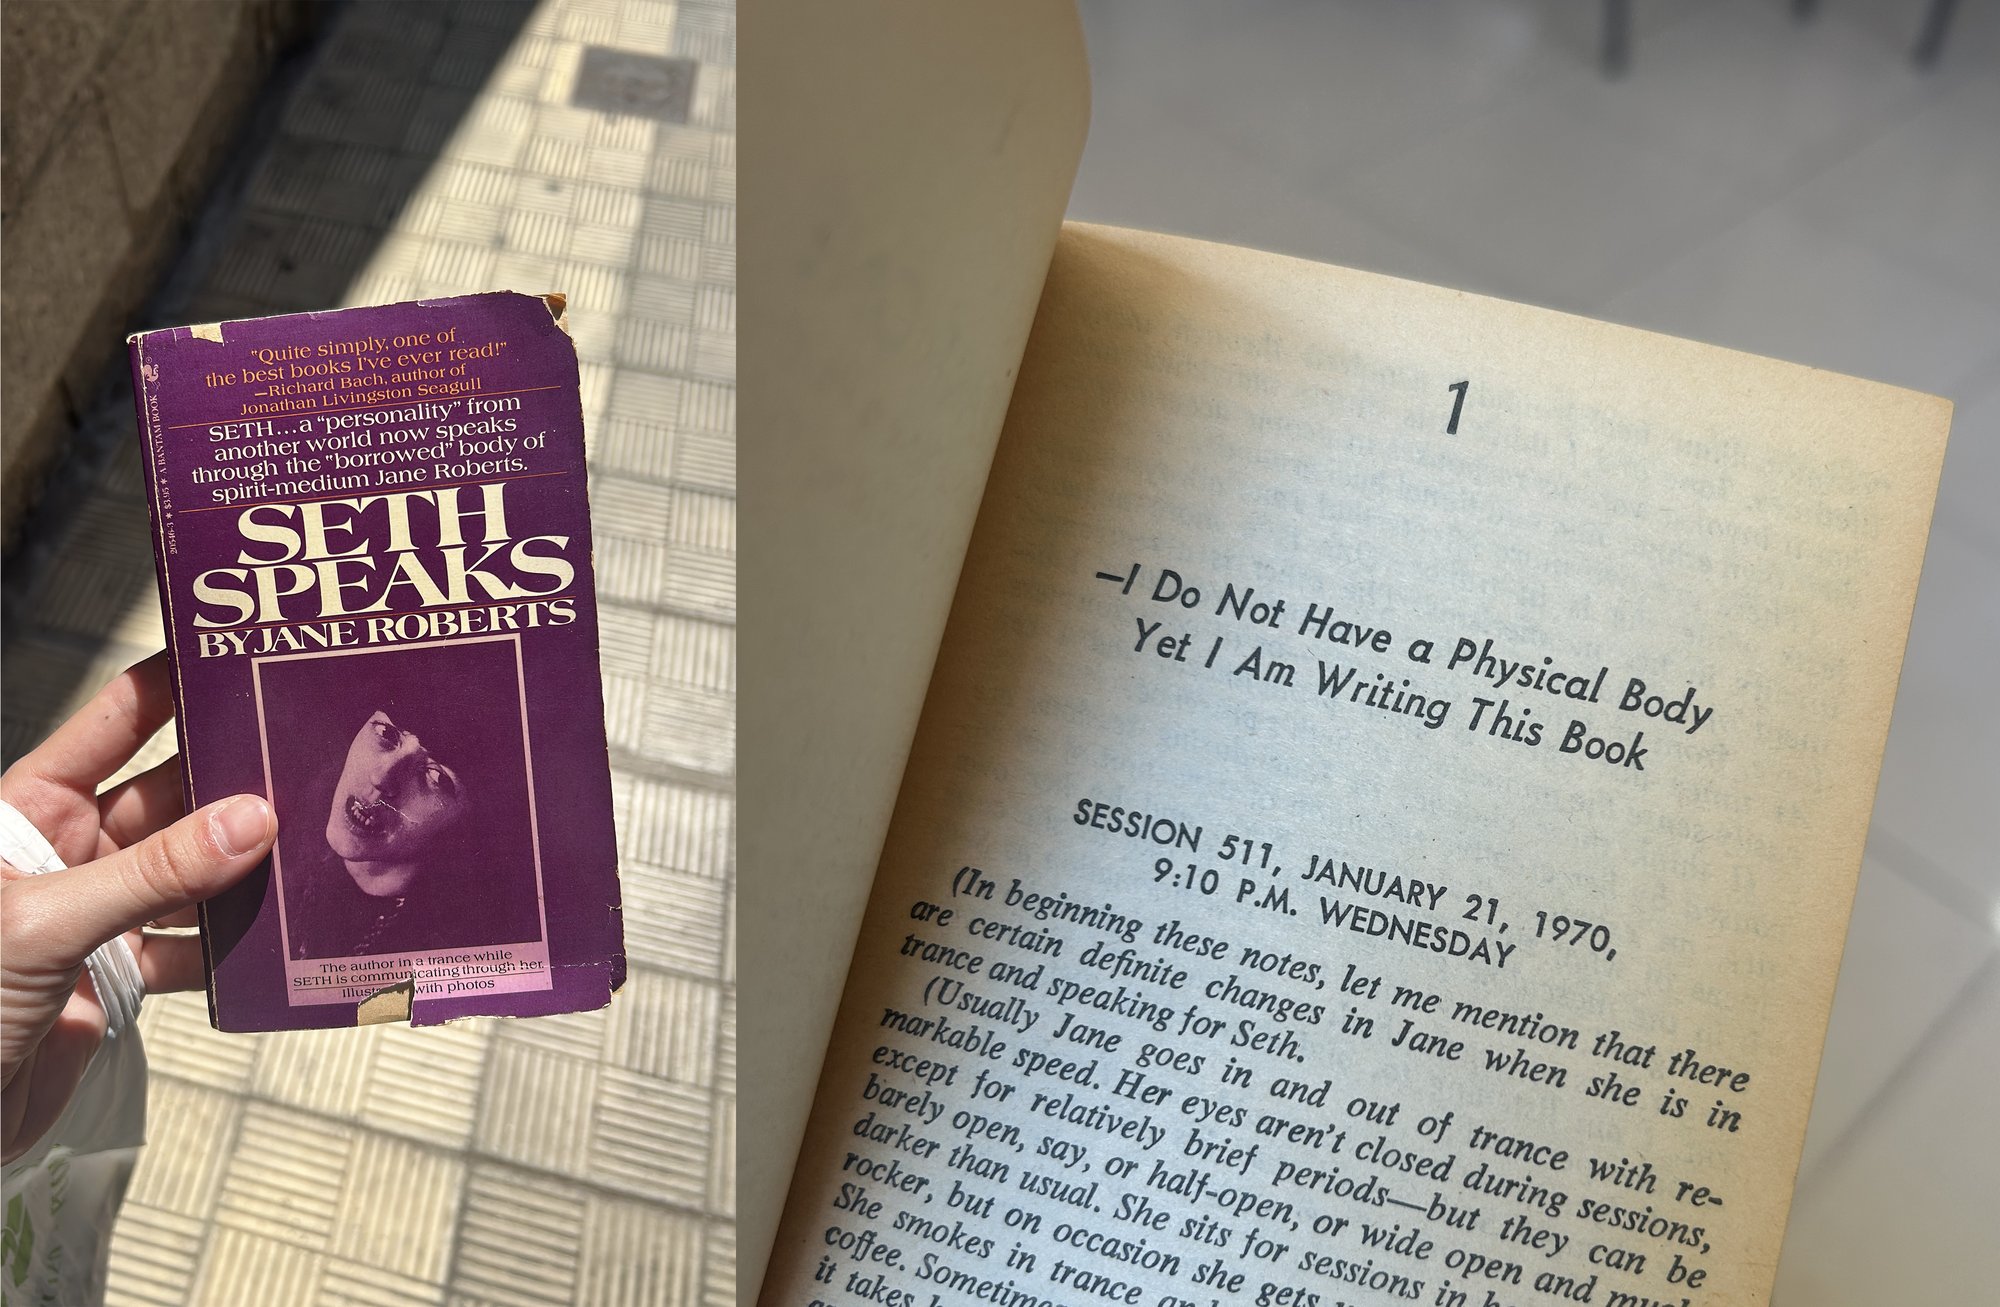 "Quite simply, one of
the best books I've ever read!"
—Richard Bach, author of
Jonathan Livingston Seagull
SETH...a "personality" from
another world now speaks
through the "borrowed" body of
spirit-medium Jane Roberts.
SETH
SPEAKS
BY JANE ROBERTS
The author in a trance while
SETH is communicating through her.
with photos
20546-3 ★ $3.95 ★ A BANTAM BOOK
1
—I Do Not Have a Physical Body
Yet I Am Writing This Book
SESSION 511, JANUARY 21, 1970,
9:10 P.M. WEDNESDAY
(In beginning these notes, let me mention that there
are certain definite changes in Jane when she is in
trance and speaking for Seth.
(Usually Jane goes in and out of trance with re-
markable speed. Her eyes aren't closed during sessions,
except for relatively brief periods—but they can be
barely open, say, or half-open, or wide open and much
darker than usual. She sits for sessions in
rocker, but on occasion she gets
She smokes in trance
coffee. Sometimes
it takes